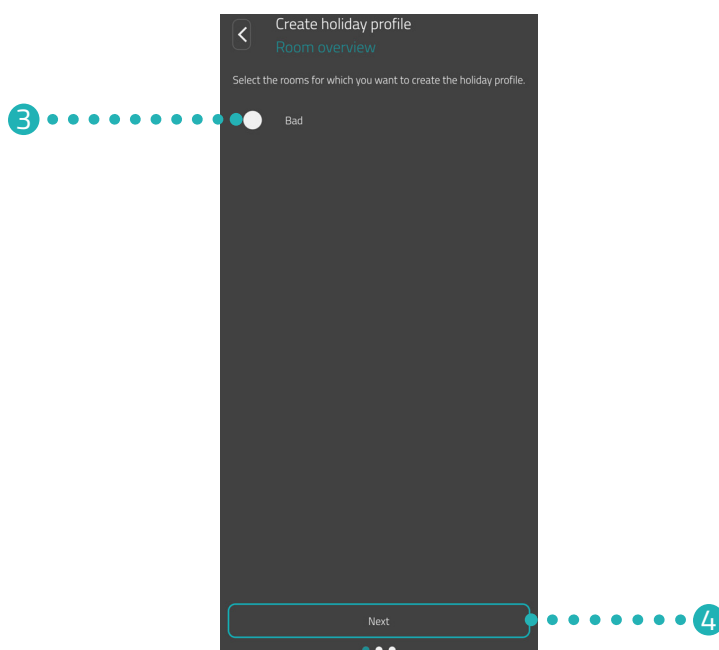 Create holiday profile
Room overview
Select the rooms for which you want to create the holiday profile.
3
Bad
Next
4